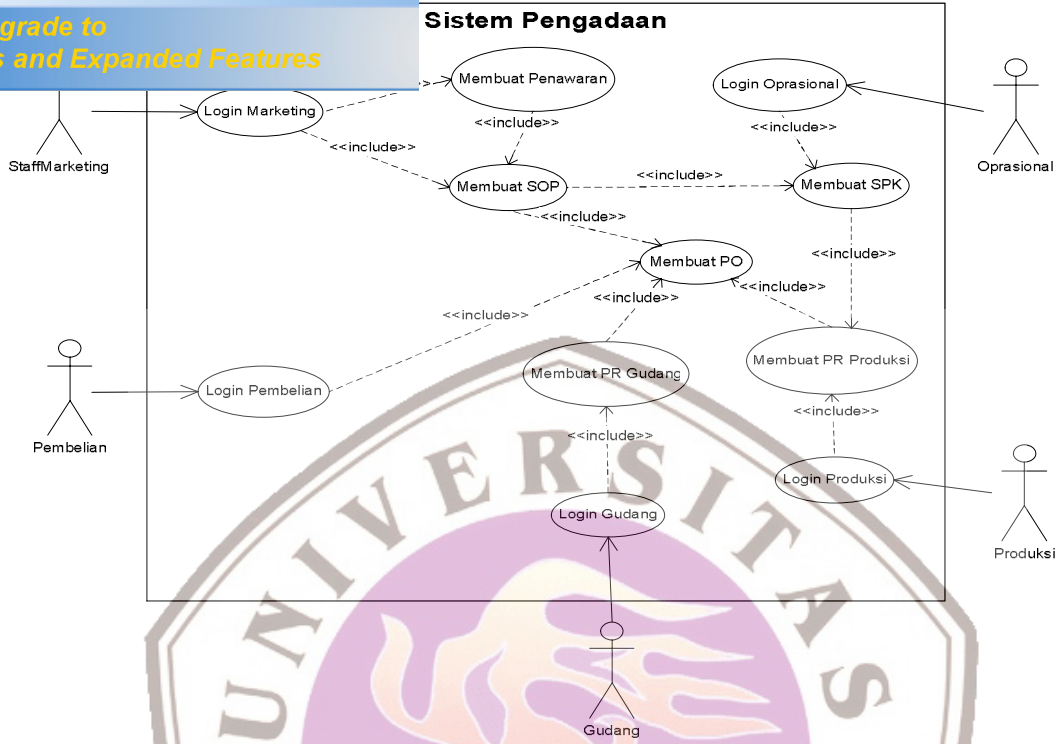 grade to
s and Expanded Features
Sistem Pengadaan
Membuat Penawaran
Login Oprasional
Login Marketing
<<include>>
<<include>>
<<include>>
StaffMarketing
Oprasional
Membuat SOP
<<include>>
Membuat SPK
<<include>>
<<include>>
Membuat PO
<<include>>
<<include>>
<<include>>
Membuat PR Produksi
Membuat PR Gudang
Login Pembelian
<<include>>
<<include>>
Pembelian
Login Produksi
Login Gudang
Produksi
Gudang
UNIVERSITAS